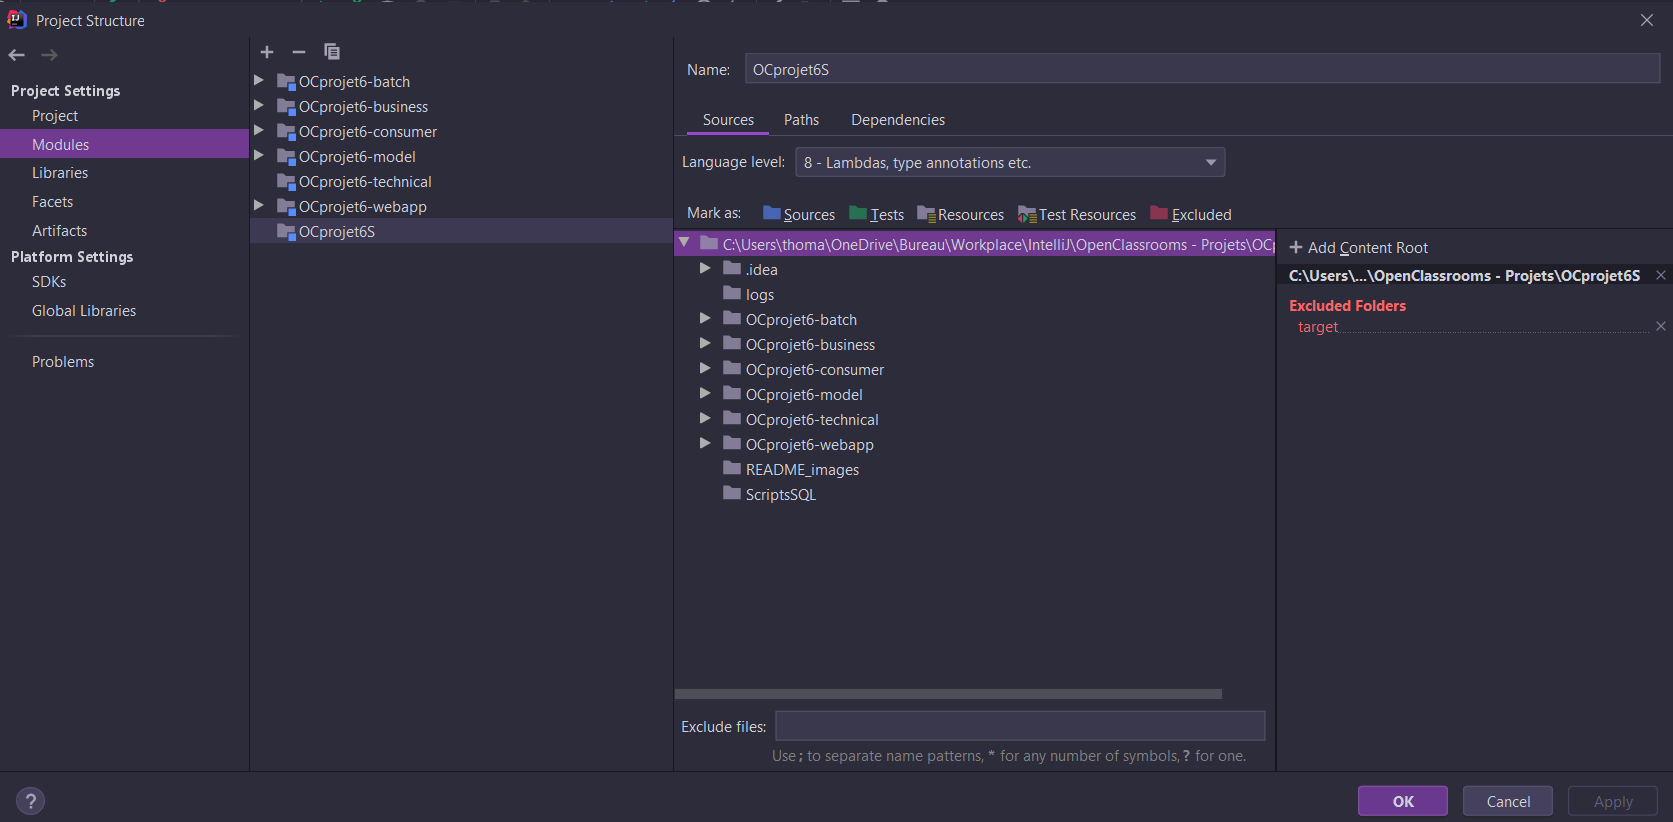 Project Structure
Project Settings
Project
Modules
Libraries
Facets
Artifacts
Platform Settings
SDKs
Global Libraries
Problems
OCprojet6-batch
OCprojet6-business
OCprojet6-consumer
OCprojet6-model
OCprojet6-technical
OCprojet6-webapp
OCprojet6S
Name: OCprojet6S
Sources Paths Dependencies
Language level: 8 - Lambdas, type annotations etc.
Mark as: Sources Tests Resources Test Resources Excluded
C:\Users\thoma\OneDrive\Bureau\Workplace\IntelliJ\OpenClassrooms - Projets\OCp
.idea
logs
OCprojet6-batch
OCprojet6-business
OCprojet6-consumer
OCprojet6-model
OCprojet6-technical
OCprojet6-webapp
README_images
ScriptsSQL
Add Content Root
C:\Users\...\OpenClassrooms - Projets\OCprojet6S
Excluded Folders
target
Exclude files:
Use ; to separate name patterns, * for any number of symbols, ? for one.
? OK Cancel Apply